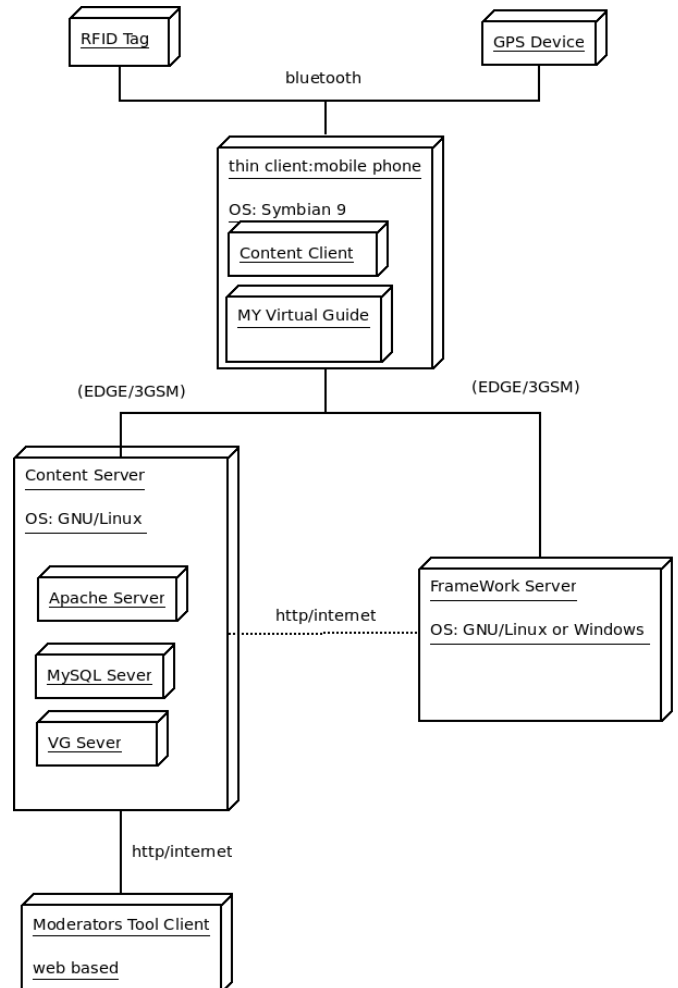 RFID Tag
GPS Device
bluetooth
thin client:mobile phone
OS: Symbian 9
Content Client
MY Virtual Guide
(EDGE/3GSM)
(EDGE/3GSM)
Content Server
OS: GNU/Linux
Apache Server
MySQL Sever
VG Sever
http/internet
FrameWork Server
OS: GNU/Linux or Windows
http/internet
Moderators Tool Client
web based